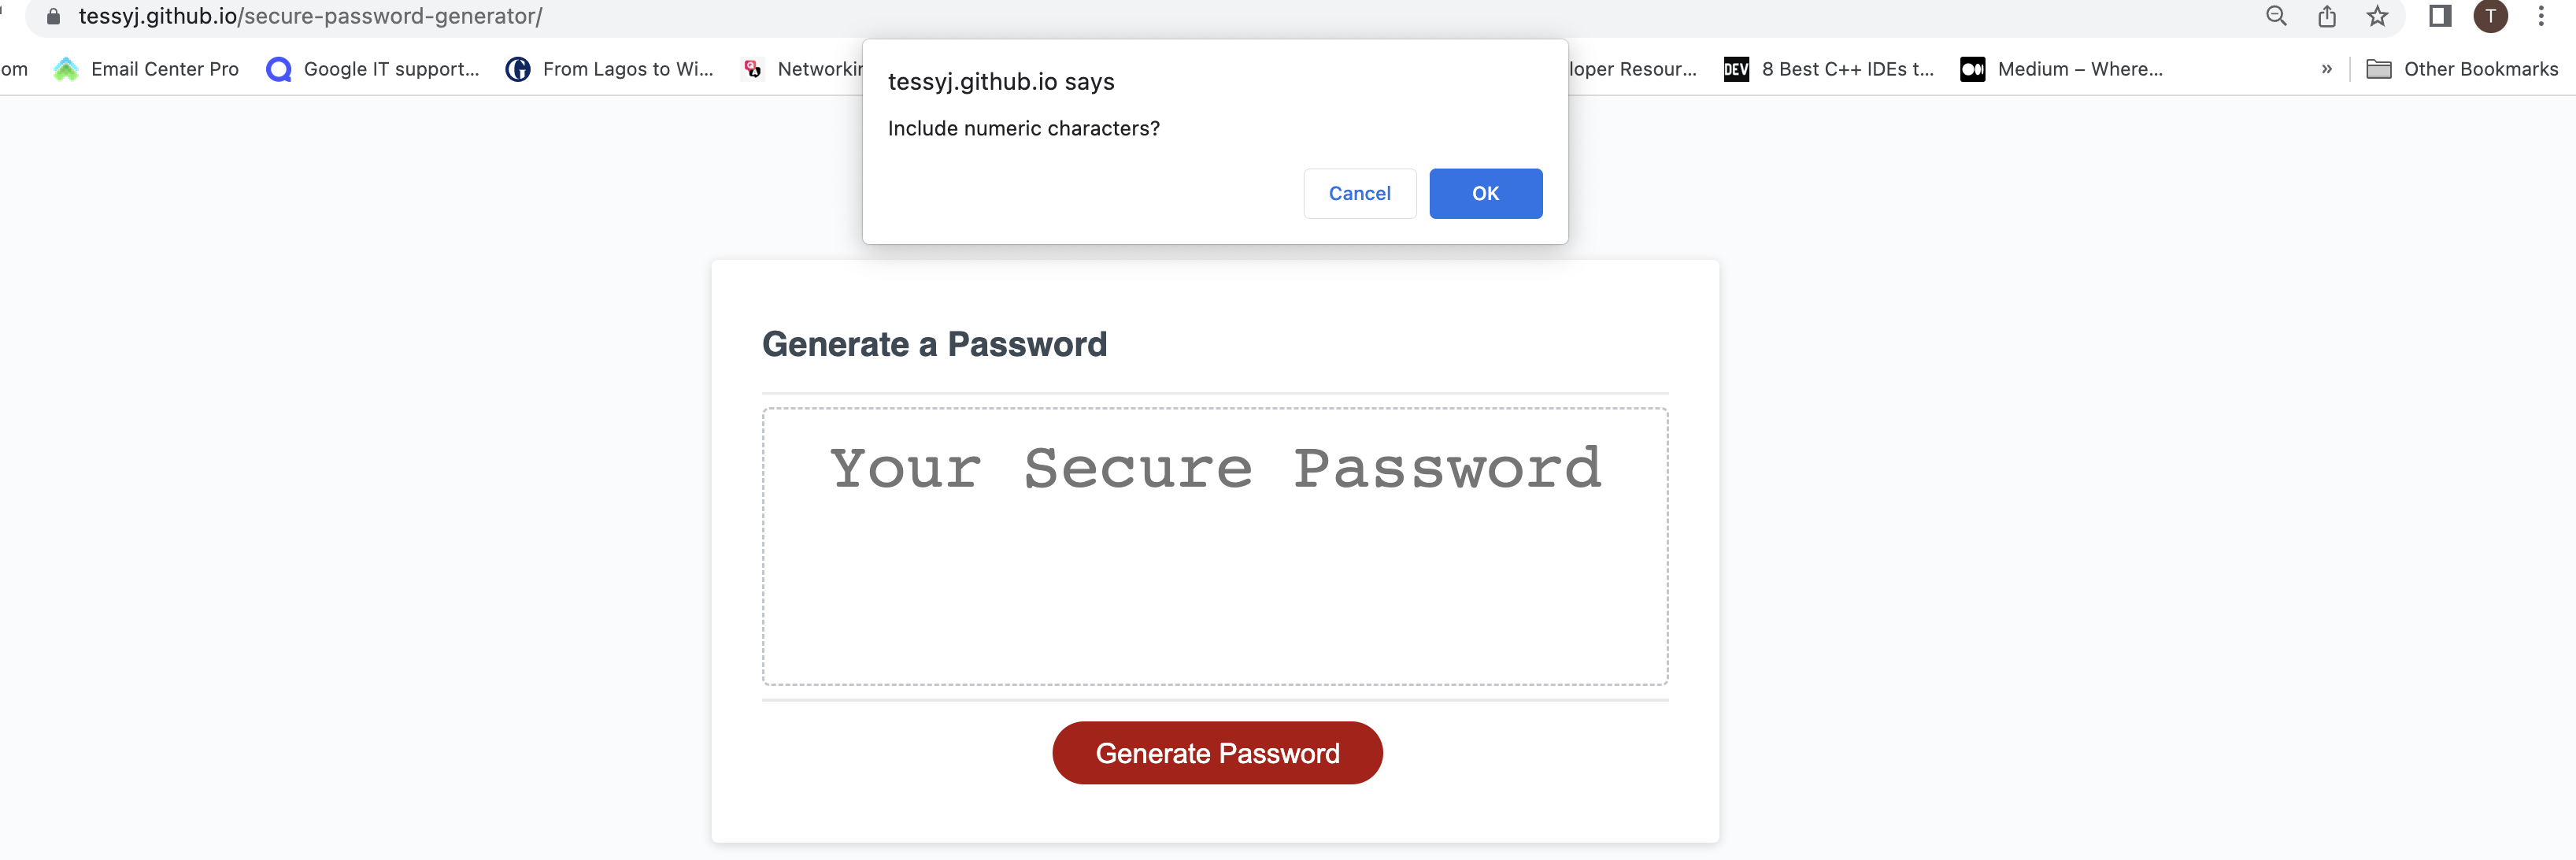 tessyj.github.io/secure-password-generator/
T
om
Email Center Pro
Google IT support...
From Lagos to Wi...
Networkin
loper Resour...
DEV
8 Best C++ IDEs t...
Medium – Where...
»
Other Bookmarks
tessyj.github.io says
Include numeric characters?
Cancel
OK
Generate a Password
Your Secure Password
Generate Password